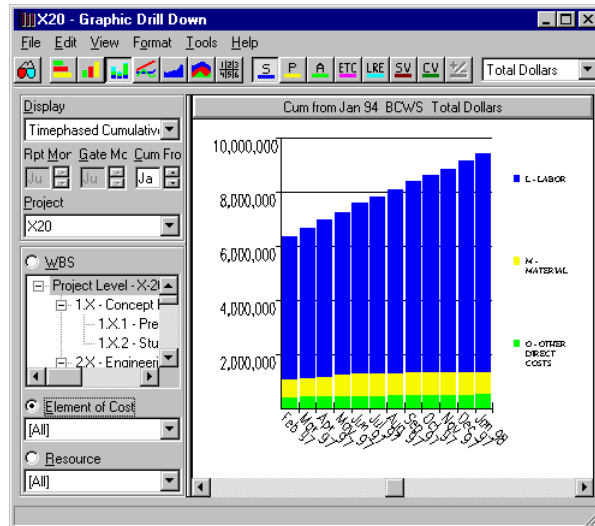 X20 - Graphic Drill Down
File Edit View Format Tools Help
S P A ETC LRE SV CV +/- Total Dollars
Display
Timephased Cumulativ
Rpt Mor Gate Mc Cum Fro
Ju Ju Ja
Project
X20
WBS
Project Level - X-2
1.X - Concept
1.X.1 - Pre
1.X.2 - Stu
2.X - Engineeri
Element of Cost
[All]
Resource
[All]
Cum from Jan 94 BCWS Total Dollars
10,000,000
8,000,000
6,000,000
4,000,000
2,000,000
Feb 97
Mar 97
Apr 97
May 97
Jun 97
Jul 97
Aug 97
Sep 97
Oct 97
Nov 97
Dec 97
Jan 98
L - LABOR
M -
MATERIAL
O - OTHER
DIRECT
COSTS